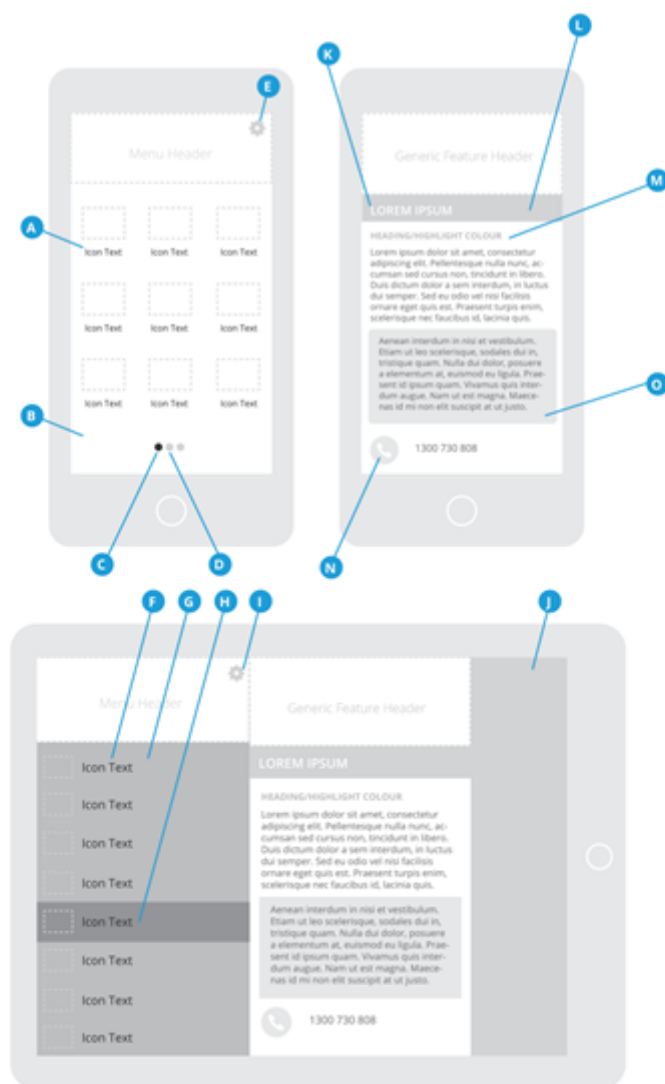 L
K
E
Menu Header
Generic Feature Header
M
LOREM IPSUM
A
HEADING/HIGHLIGHT COLOUR
Icon Text Icon Text Icon Text
Lorem ipsum dolor sit amet, consectetur
adipiscing elit. Pellentesque nulla nunc, ac-
cumsan sed cursus non, tincidunt in libero.
Duis dictum dolor a sem interdum, in luctus
dui semper. Sed eu odio vel nisi facilisis
ornare eget quis est. Praesent turpis enim,
scelerisque nec faucibus id, lacinia quis.
Icon Text Icon Text Icon Text
Aenean interdum in nisi et vestibulum.
Etiam ut leo scelerisque, sodales dui in,
tristique quam. Nulla dui dolor, posuere
a elementum at, euismod eu ligula. Prae-
sent id ipsum quam. Vivamus quis inter-
dum augue. Nam ut est magna. Maece-
nas id mi non elit suscipit at ut justo.
O
Icon Text Icon Text Icon Text
B
1300 730 808
C
D
N
F
G
H
I
J
Menu Header
Generic Feature Header
LOREM IPSUM
Icon Text
HEADING/HIGHLIGHT COLOUR
Icon Text
Lorem ipsum dolor sit amet, consectetur
adipiscing elit. Pellentesque nulla nunc, ac-
cumsan sed cursus non, tincidunt in libero.
Duis dictum dolor a sem interdum, in luctus
dui semper. Sed eu odio vel nisi facilisis
ornare eget quis est. Praesent turpis enim,
scelerisque nec faucibus id, lacinia quis.
Icon Text
Icon Text
Aenean interdum in nisi et vestibulum.
Etiam ut leo scelerisque, sodales dui in,
tristique quam. Nulla dui dolor, posuere
a elementum at, euismod eu ligula. Prae-
sent id ipsum quam. Vivamus quis inter-
dum augue. Nam ut est magna. Maece-
nas id mi non elit suscipit at ut justo.
Icon Text
Icon Text
Icon Text
1300 730 808
Icon Text